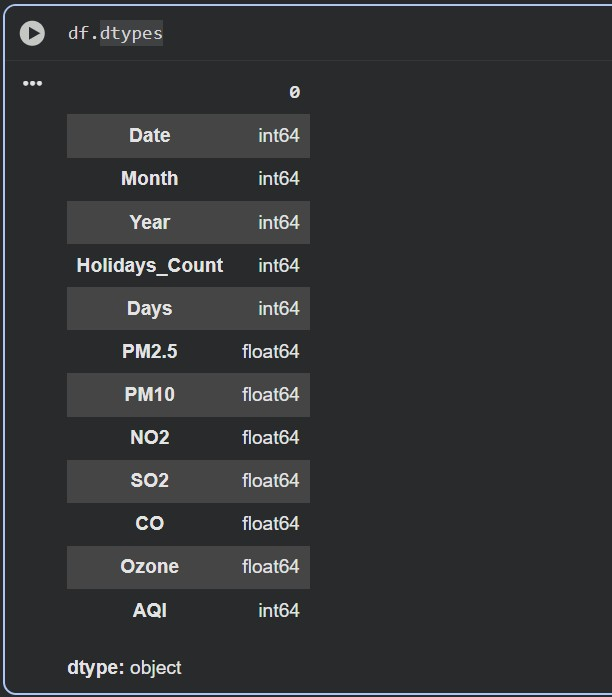 df.dtypes
0
Date int64
Month int64
Year int64
Holidays_Count int64
Days int64
PM2.5 float64
PM10 float64
NO2 float64
SO2 float64
CO float64
Ozone float64
AQI int64
dtype: object